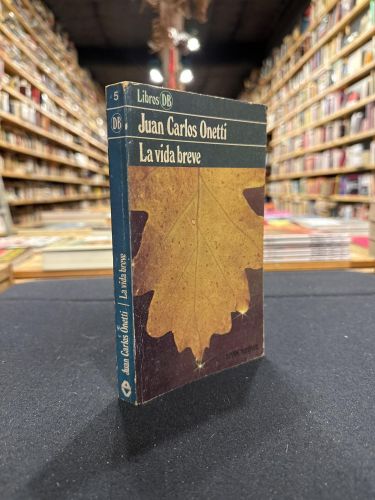 5
DB
Juan Carlos Onetti | La vida breve
Libros DB
Juan Carlos Onetti
La vida breve